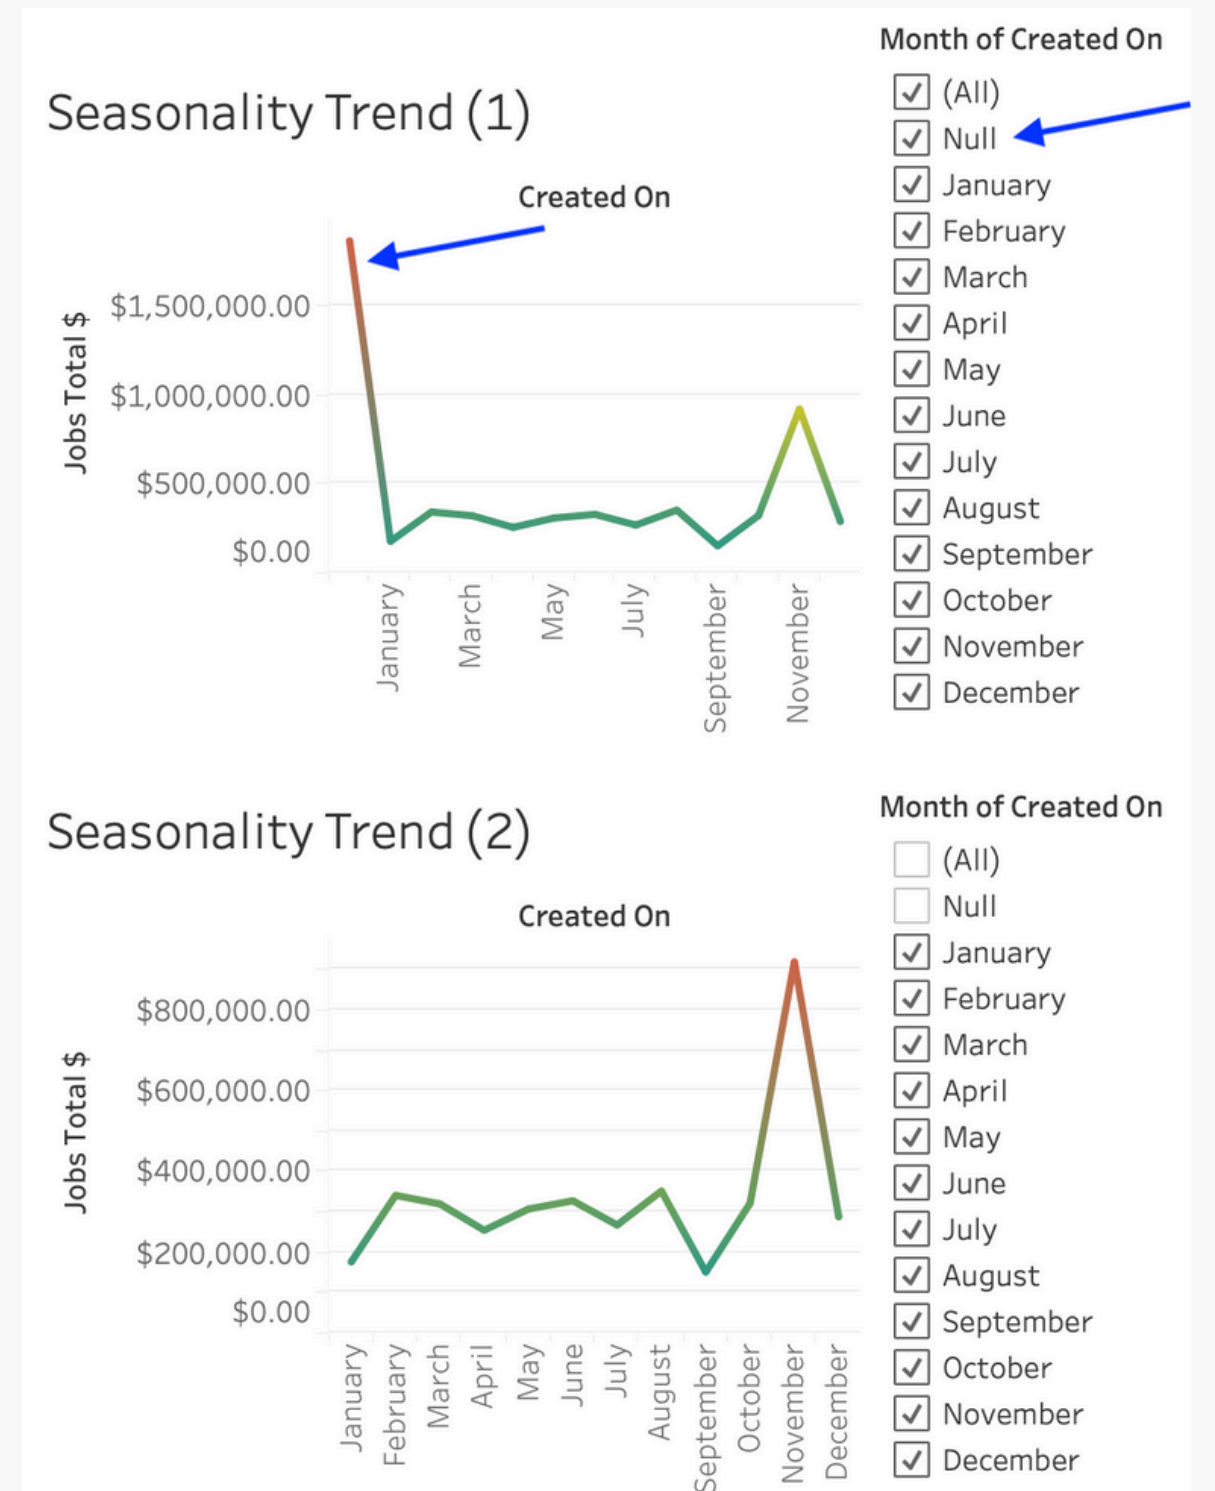 Month of Created On
Seasonality Trend (1)
(All)
Null
January
February
March
April
May
June
July
August
September
October
November
December
Created On
Jobs Total $
$1,500,000.00
$1,000,000.00
$500,000.00
$0.00
January
March
May
July
September
November
Seasonality Trend (2)
Month of Created On
(All)
Null
January
February
March
April
May
June
July
August
September
October
November
December
Created On
Jobs Total $
$800,000.00
$600,000.00
$400,000.00
$200,000.00
$0.00
January
February
March
April
May
June
July
August
September
October
November
December